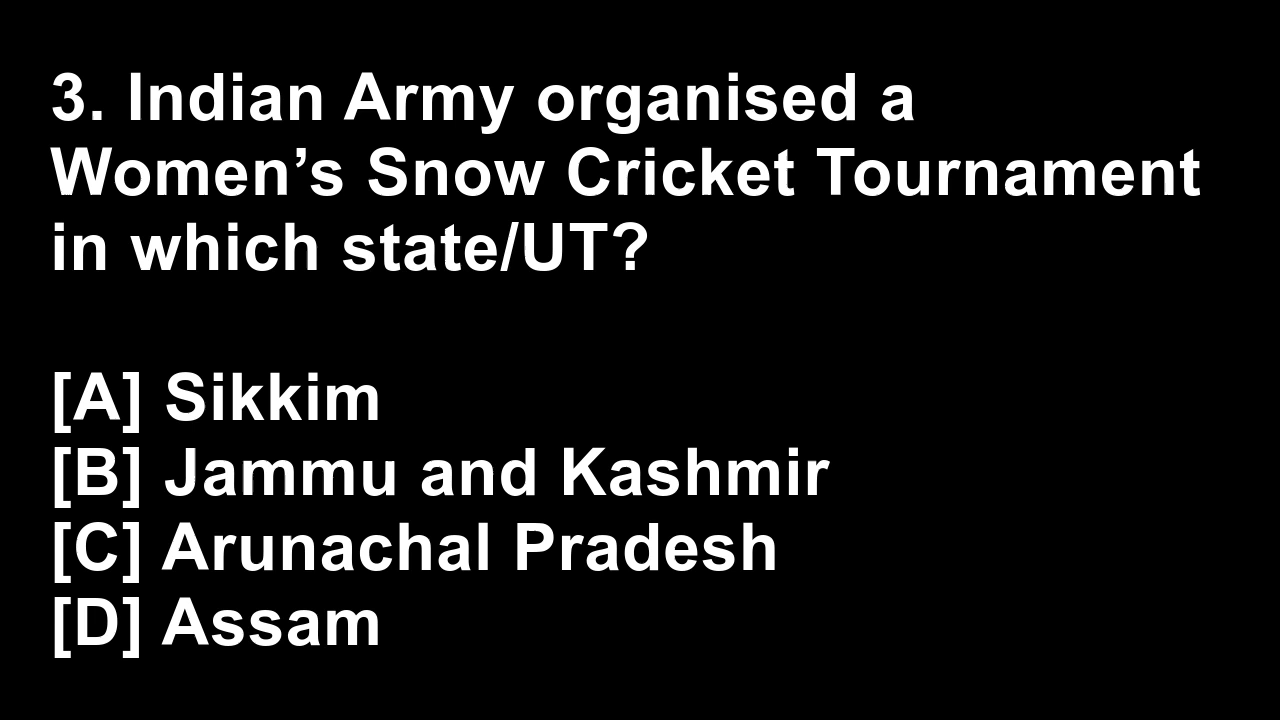 3. Indian Army organised a
Women’s Snow Cricket Tournament
in which state/UT?
[A] Sikkim
[B] Jammu and Kashmir
[C] Arunachal Pradesh
[D] Assam